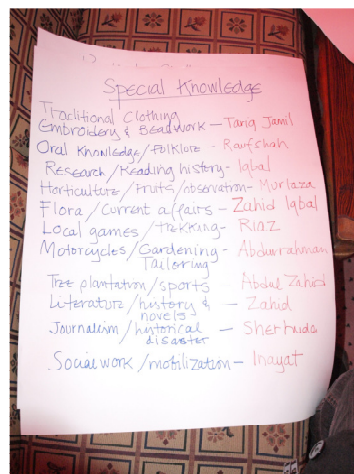 Special Knowledge
Traditional Clothing
Embroidery & Beadwork — Tariq Jamil
Oral Knowledge/Folklore - Raufshah
Research/Reading history - Iqbal
Horticulture/Fruits/observation - Murtaza
Flora/Current affairs - Zahid Iqbal
Local games/Trekking - Riaz
Motorcycles/Gardening - Abdurrahman
Tailoring
Tree plantation/sports Abdul Zahid
Literature/history & — Zahid
novels
Journalism/historical — Sherhuda
disaster
Social work/mobilization — Inayat